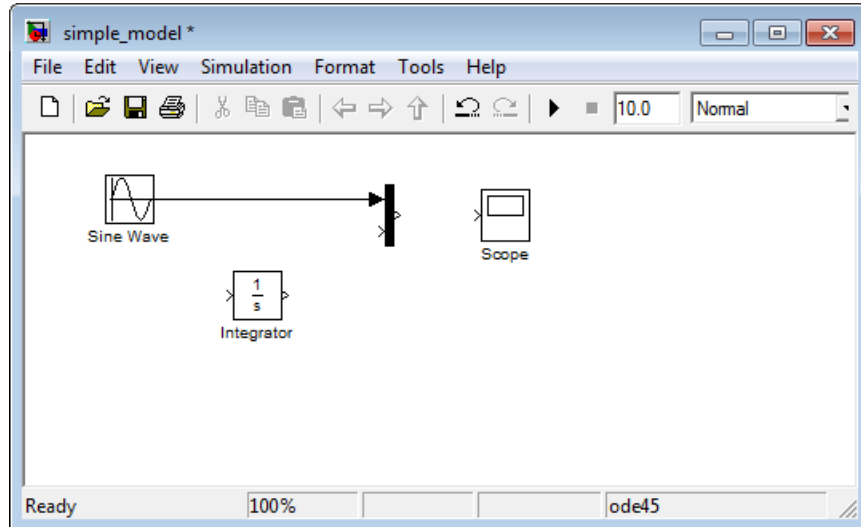 simple_model *
File Edit View Simulation Format Tools Help
10.0 Normal
Sine Wave
Scope
1
s
Integrator
Ready 100% ode45